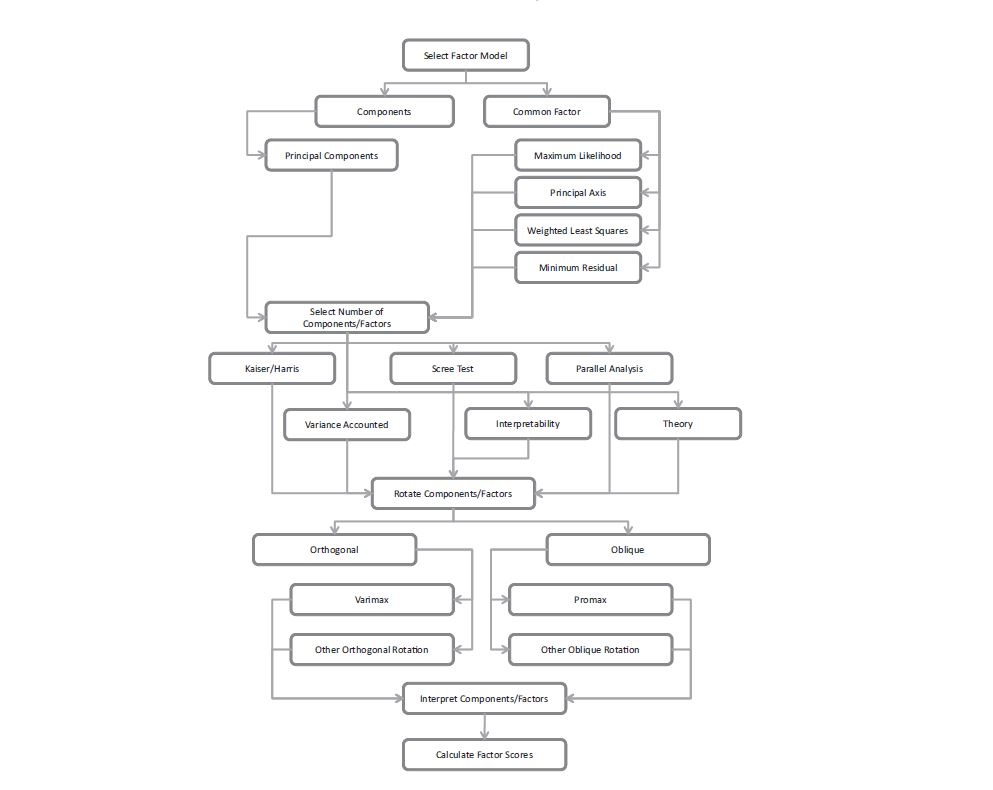 Select Factor Model
Components
Common Factor
Principal Components
Maximum Likelihood
Principal Axis
Weighted Least Squares
Minimum Residual
Select Number of
Components/Factors
Kaiser/Harris
Scree Test
Parallel Analysis
Variance Accounted
Interpretability
Theory
Rotate Components/Factors
Orthogonal
Oblique
Varimax
Promax
Other Orthogonal Rotation
Other Oblique Rotation
Interpret Components/Factors
Calculate Factor Scores